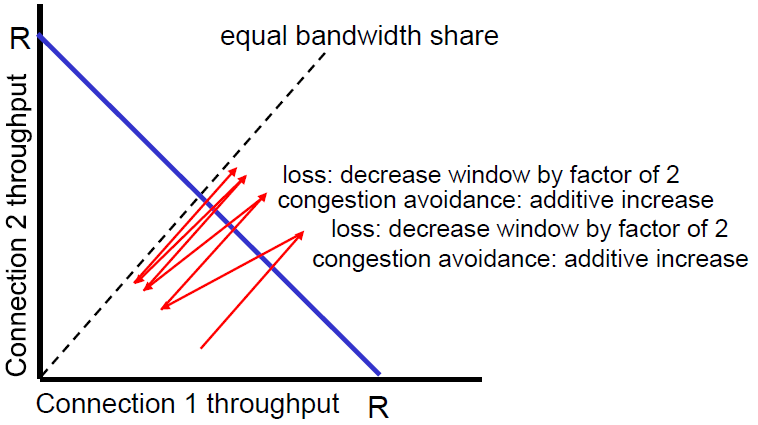 R
equal bandwidth share
Connection 2 throughput
loss: decrease window by factor of 2
congestion avoidance: additive increase
loss: decrease window by factor of 2
congestion avoidance: additive increase
Connection 1 throughput
R